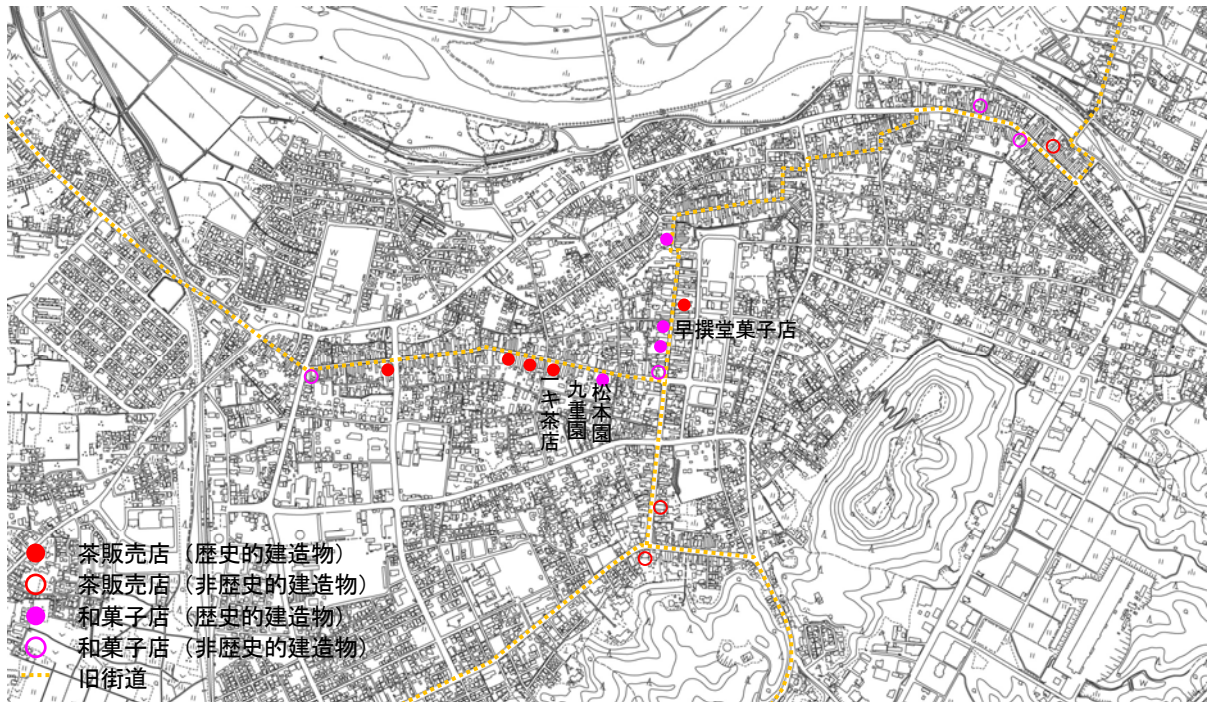 早撰堂菓子店
一キ茶店
九重園
松本園
茶販売店（歴史的建造物）
茶販売店（非歴史的建造物）
和菓子店（歴史的建造物）
和菓子店（非歴史的建造物）
旧街道